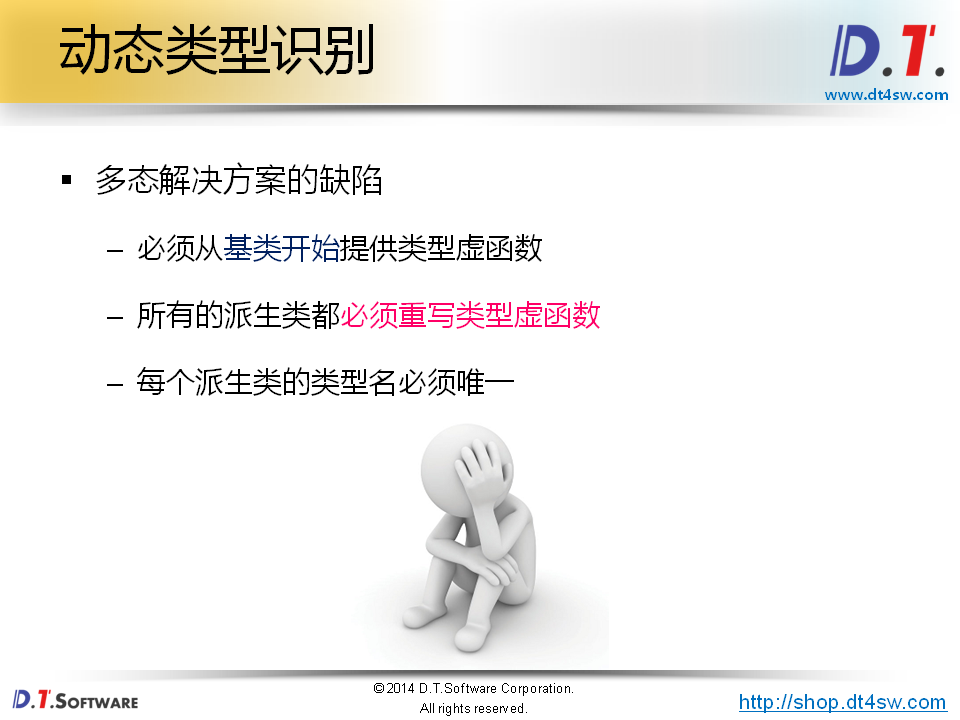 动态类型识别
D.T.
www.dt4sw.com
▪ 多态解决方案的缺陷
– 必须从基类开始提供类型虚函数
– 所有的派生类都必须重写类型虚函数
– 每个派生类的类型名必须唯一
D.T.SOFTWARE
©2014 D.T.Software Corporation.
All rights reserved.
http://shop.dt4sw.com